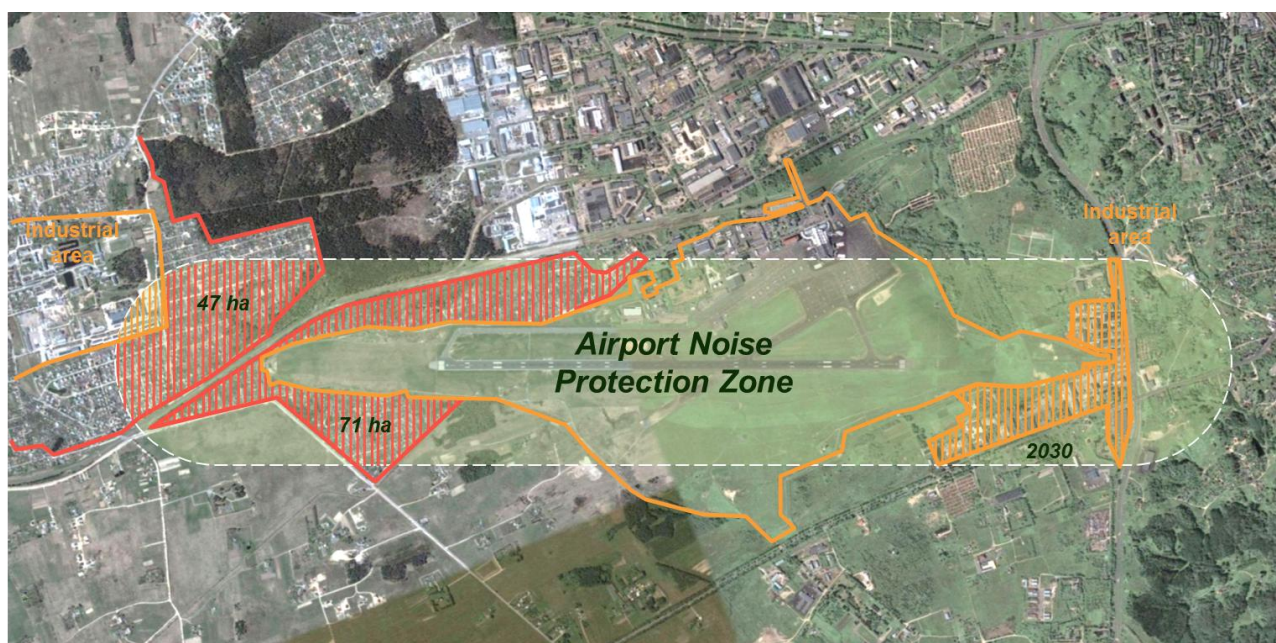 Industrial
area
Industrial
area
47 ha
Airport Noise
Protection Zone
71 ha
2030